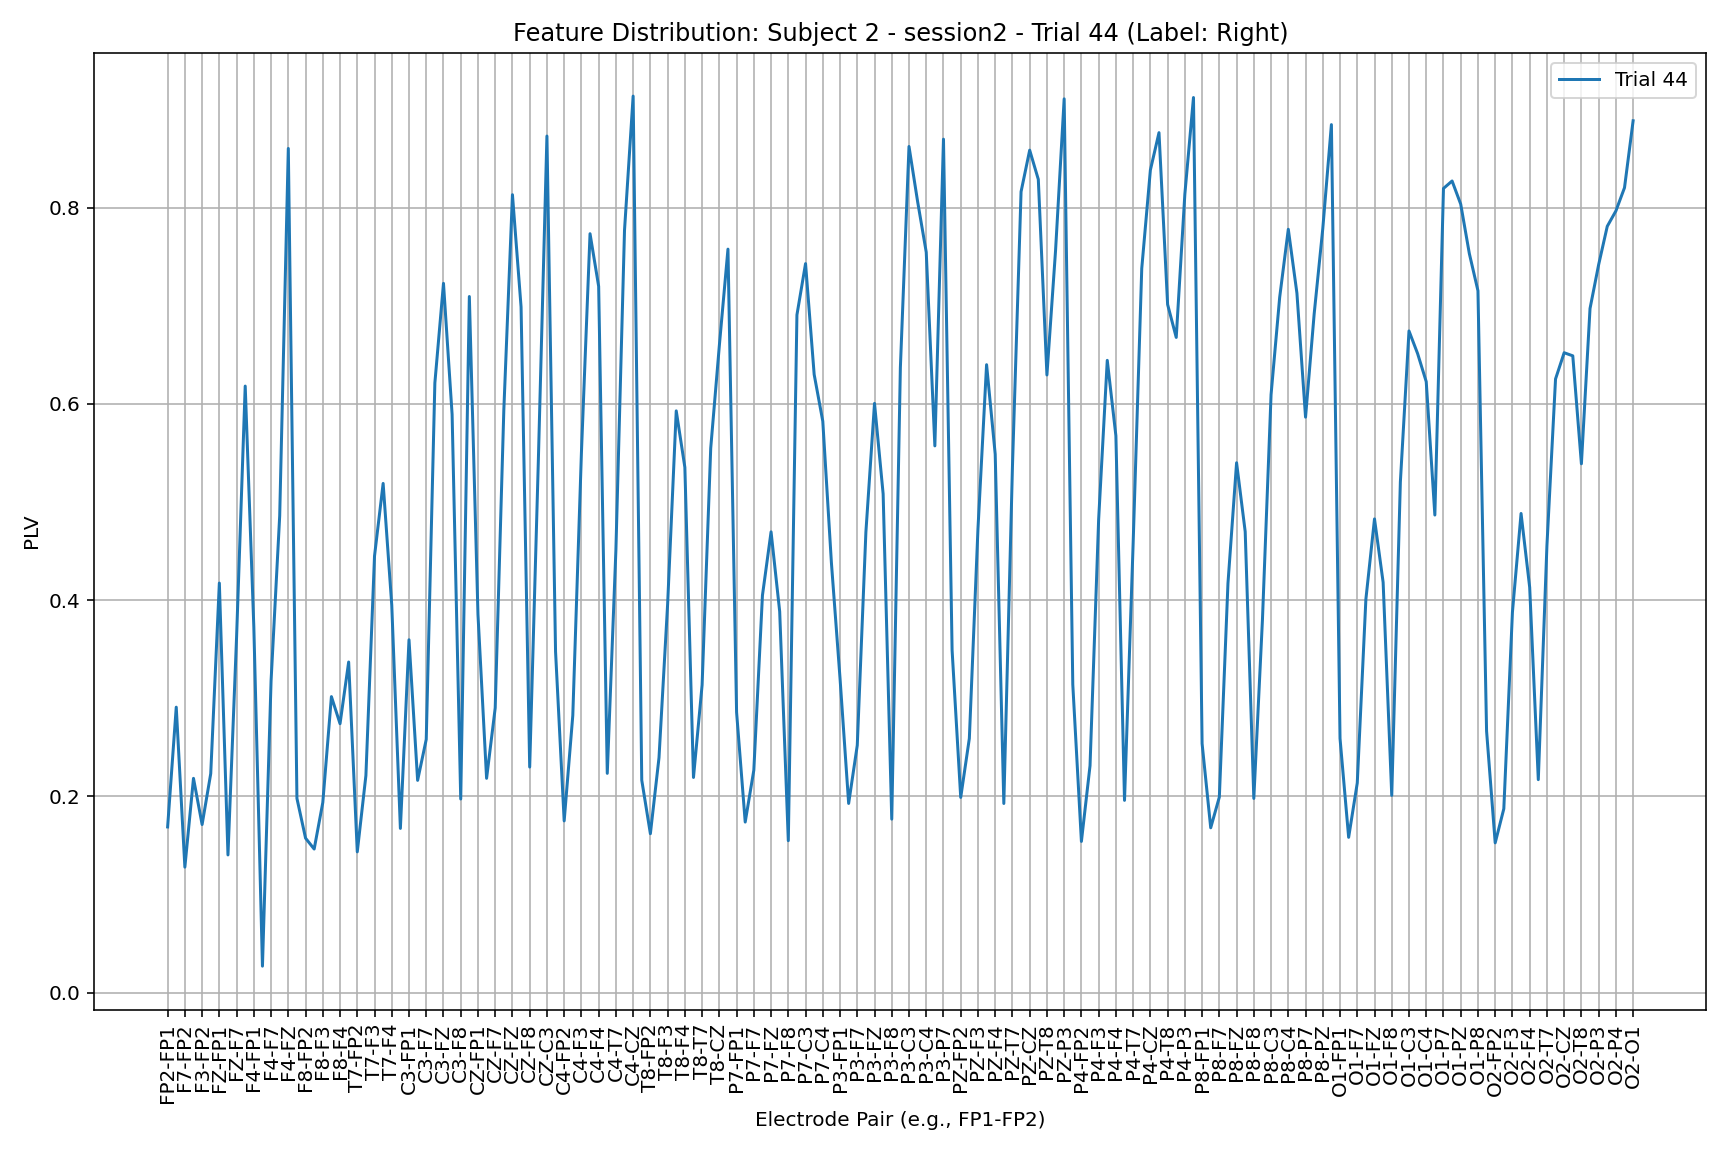 Feature Distribution: Subject 2 - session2 - Trial 44 (Label: Right)
Trial 44
PLV
0.8
0.6
0.4
0.2
0.0
FP2-FP1
F7-FP2
F3-FP2
FZ-FP1
FZ-F7
F4-FP1
F4-F7
F4-FZ
F8-FP2
F8-F3
F8-F4
T7-FP2
T7-F3
T7-F4
C3-FP1
C3-F7
C3-FZ
C3-F8
CZ-FP1
CZ-F7
CZ-FZ
CZ-F8
CZ-C3
C4-FP2
C4-F3
C4-F4
C4-T7
C4-CZ
T8-FP2
T8-F3
T8-F4
T8-T7
T8-CZ
P7-FP1
P7-F7
P7-FZ
P7-F8
P7-C3
P7-C4
P3-FP1
P3-F7
P3-FZ
P3-F8
P3-C3
P3-C4
P3-P7
PZ-FP2
PZ-F3
PZ-F4
PZ-T7
PZ-CZ
PZ-T8
PZ-P3
P4-FP2
P4-F3
P4-F4
P4-T7
P4-CZ
P4-T8
P4-P3
P8-FP1
P8-F7
P8-FZ
P8-F8
P8-C3
P8-C4
P8-P7
P8-PZ
O1-FP1
O1-F7
O1-FZ
O1-F8
O1-C3
O1-C4
O1-P7
O1-PZ
O1-P8
O2-FP2
O2-F3
O2-F4
O2-T7
O2-CZ
O2-T8
O2-P3
O2-P4
O2-O1
Electrode Pair (e.g., FP1-FP2)